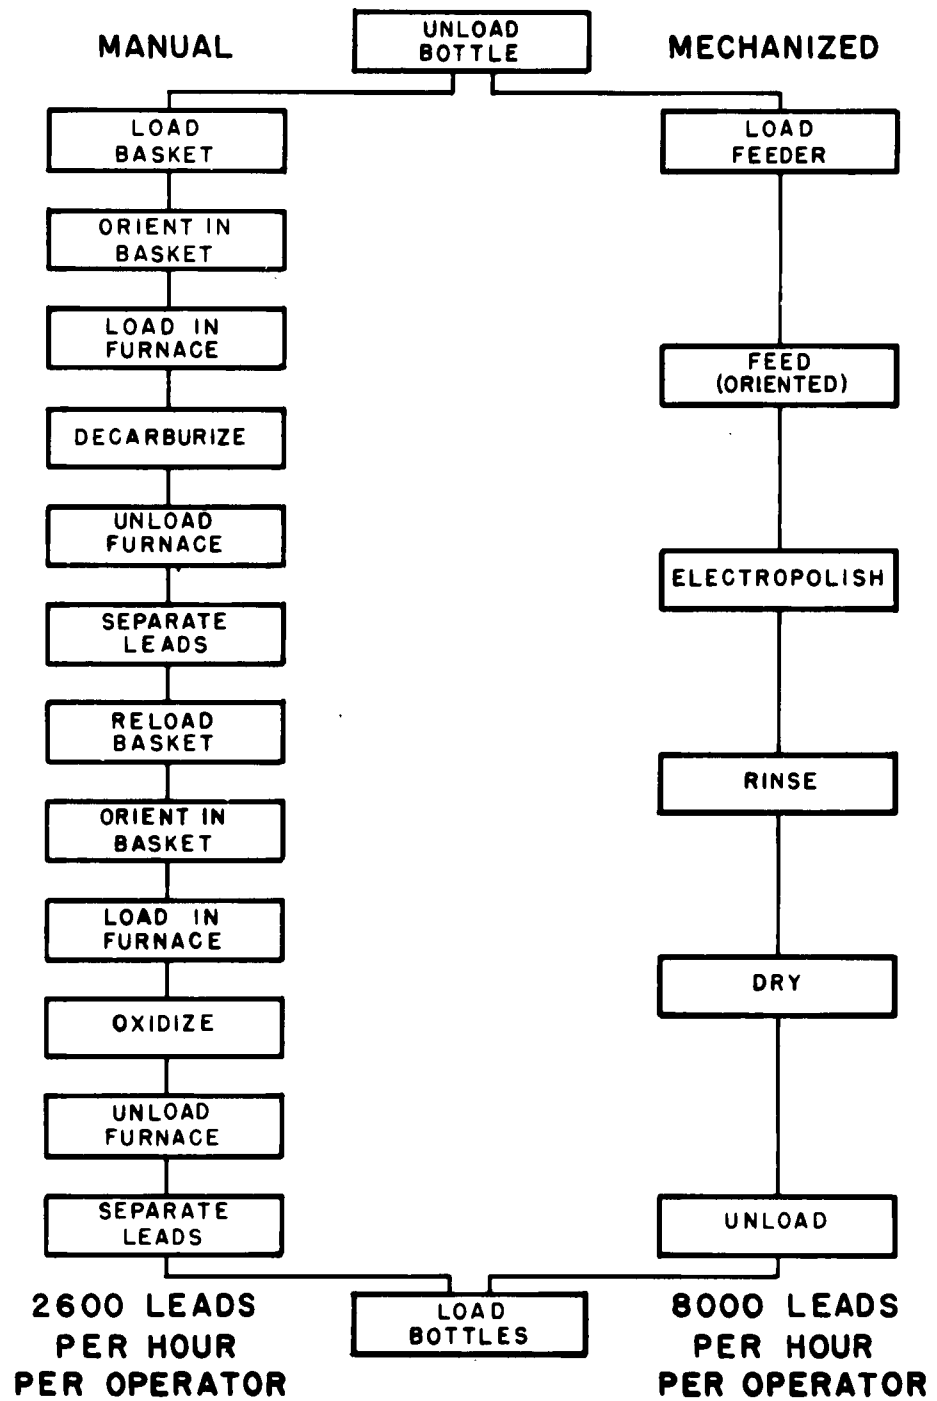 MANUAL
UNLOAD
BOTTLE
MECHANIZED
LOAD
BASKET
ORIENT IN
BASKET
LOAD IN
FURNACE
DECARBURIZE
UNLOAD
FURNACE
SEPARATE
LEADS
RELOAD
BASKET
ORIENT IN
BASKET
LOAD IN
FURNACE
OXIDIZE
UNLOAD
FURNACE
SEPARATE
LEADS
2600 LEADS
PER HOUR
PER OPERATOR
LOAD
FEEDER
FEED
(ORIENTED)
ELECTROPOLISH
RINSE
DRY
UNLOAD
8000 LEADS
PER HOUR
PER OPERATOR
LOAD
BOTTLES